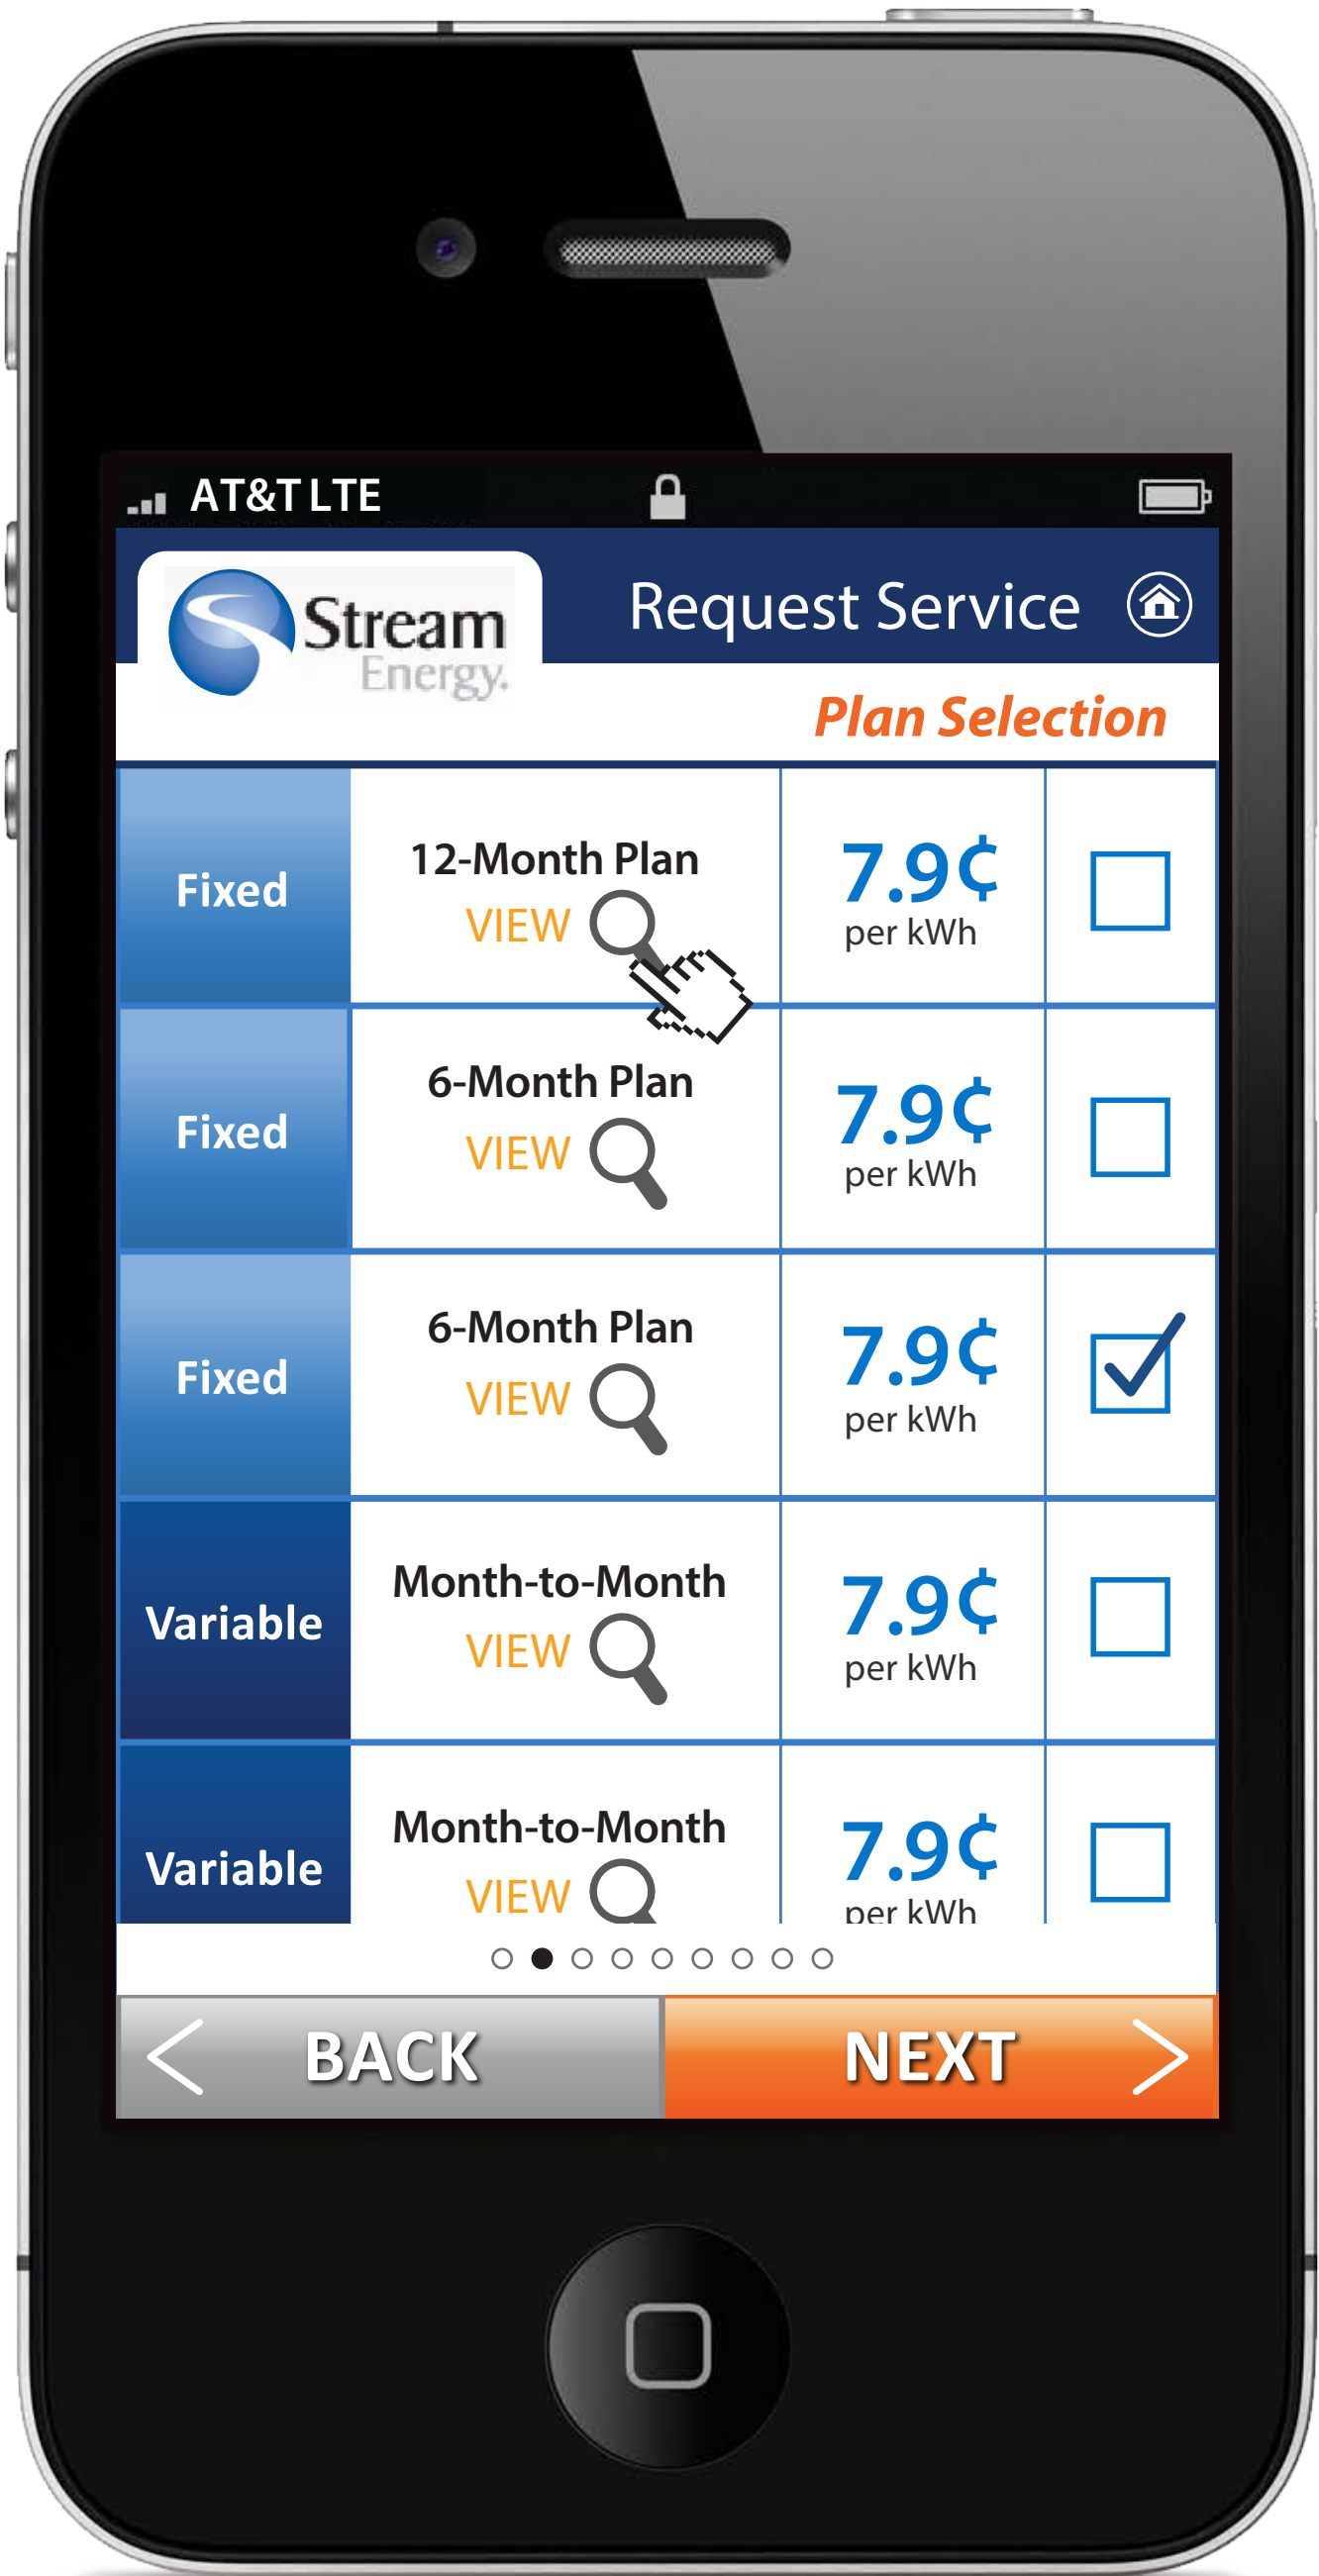 AT&T LTE
Stream
Energy.
Request Service
Plan Selection
Fixed
12-Month Plan
VIEW
7.9¢
per kWh
Fixed
6-Month Plan
VIEW
7.9¢
per kWh
Fixed
6-Month Plan
VIEW
7.9¢
per kWh
Variable
Month-to-Month
VIEW
7.9¢
per kWh
Variable
Month-to-Month
VIEW
7.9¢
per kWh
BACK
NEXT